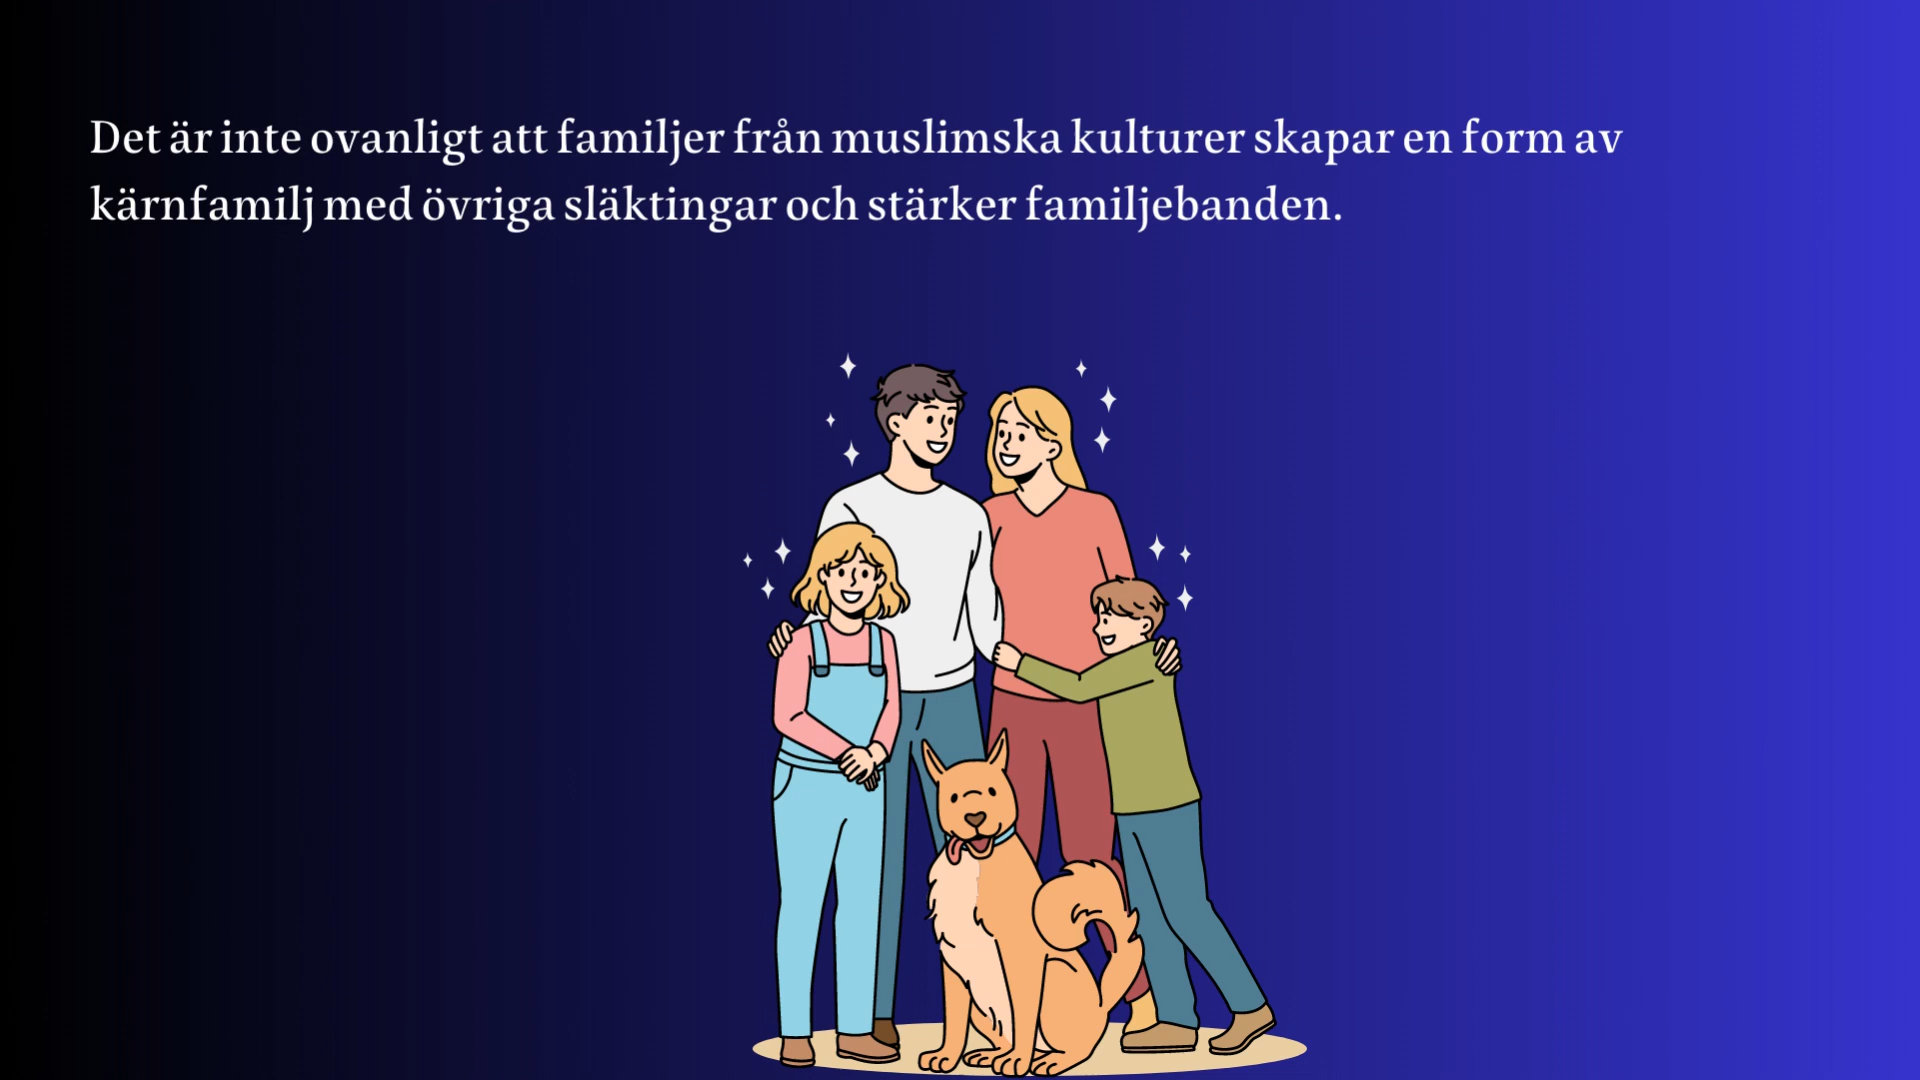 Det är inte ovanligt att familjer från muslimska kulturer skapar en form av
kärnfamilj med övriga släktingar och stärker familjebanden.